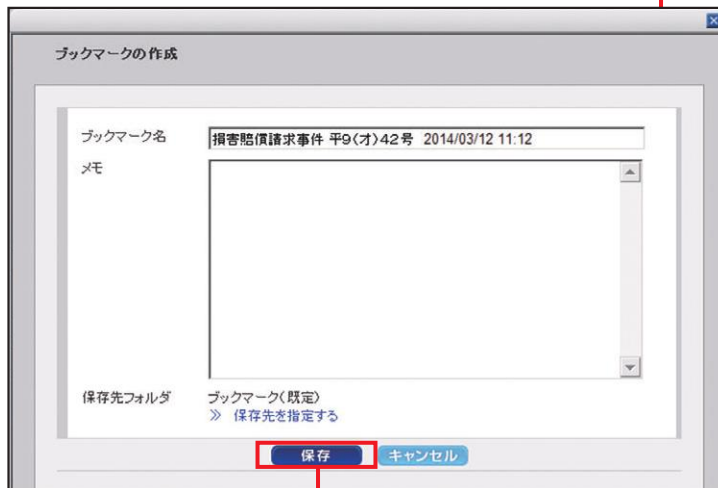 ブックマークの作成
ブックマーク名 損害賠償請求事件 平9(オ)42号 2014/03/12 11:12
メモ
保存先フォルダ ブックマーク(既定)
≫ 保存先を指定する
保存 キャンセル